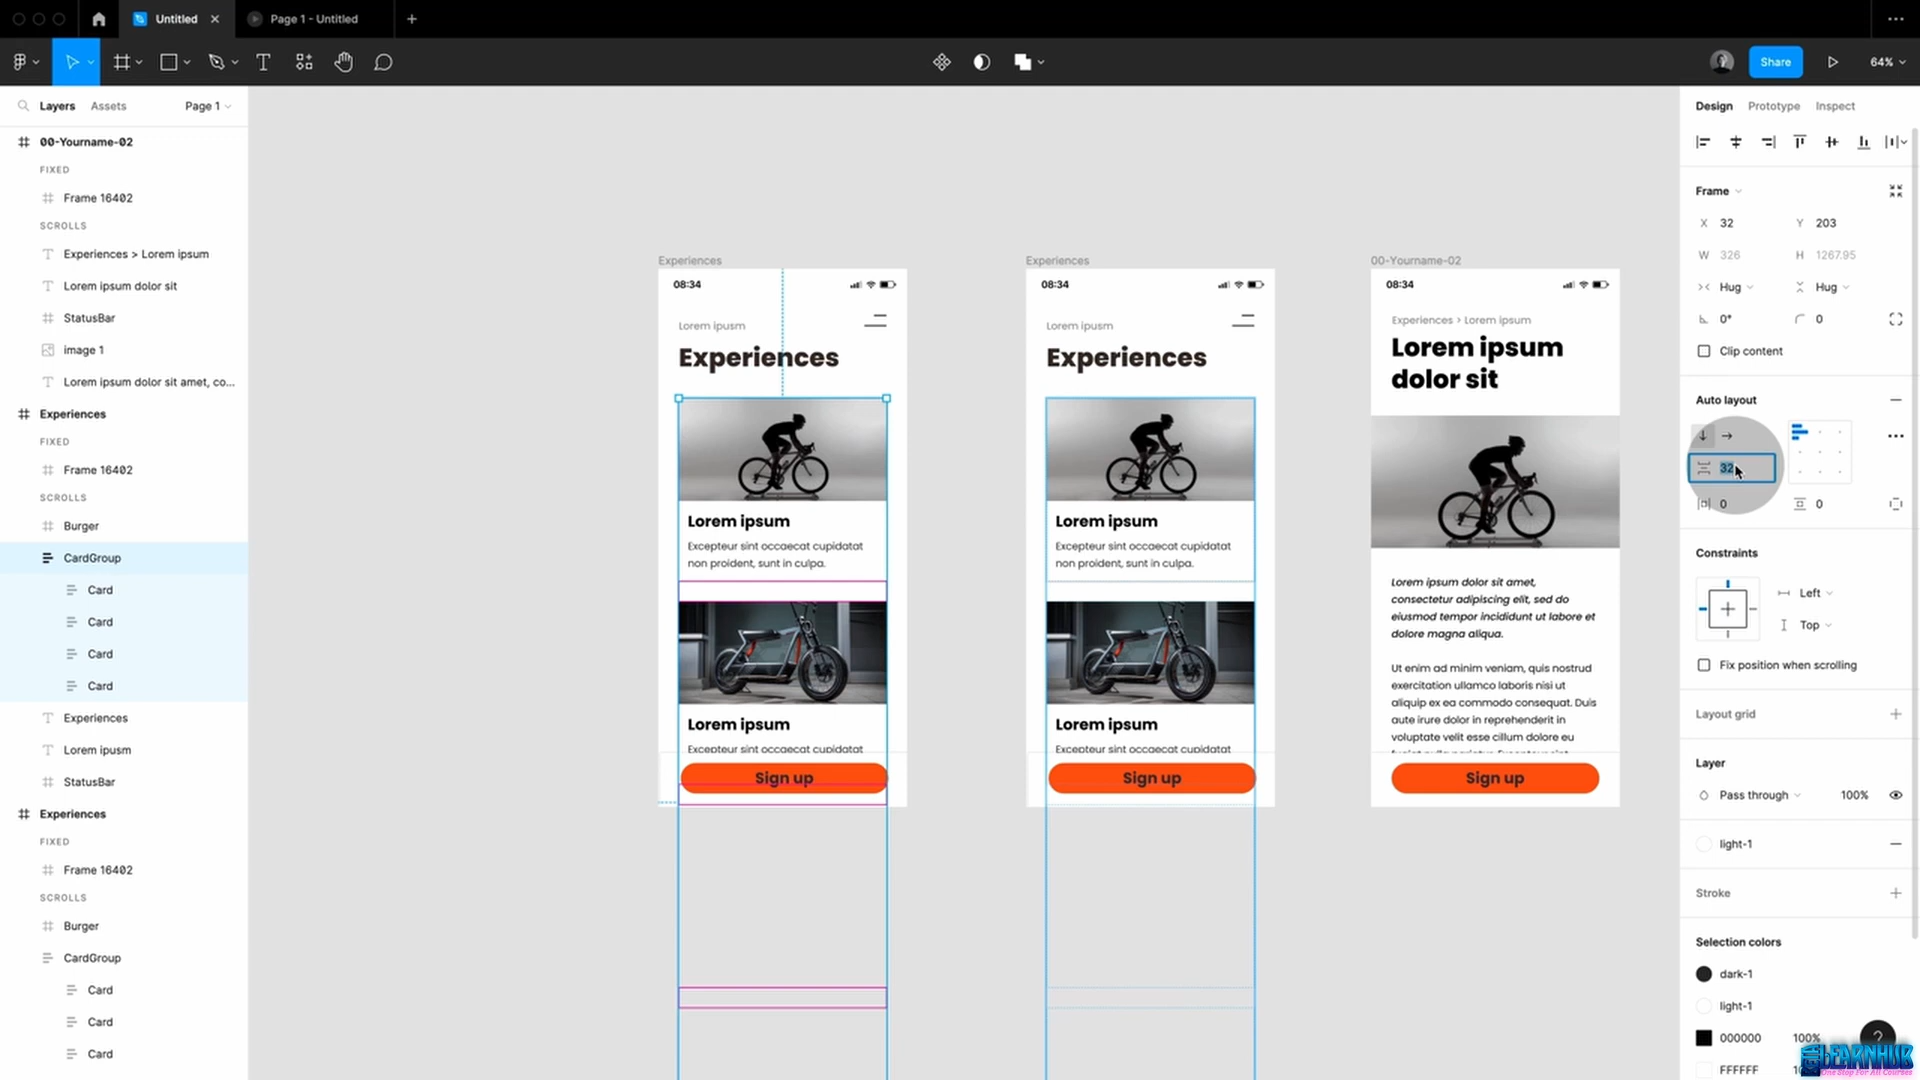 Untitled
Page 1 - Untitled
Share
64%
Layers
Assets
Page 1
00-Yourname-02
FIXED
Frame 16402
SCROLLS
Experiences > Lorem ipsum
Lorem ipsum dolor sit
StatusBar
image 1
Lorem ipsum dolor sit amet, co...
Experiences
FIXED
Frame 16402
SCROLLS
Burger
CardGroup
Card
Card
Card
Card
Experiences
Lorem ipusm
StatusBar
Experiences
FIXED
Frame 16402
SCROLLS
Burger
CardGroup
Card
Card
Card
Experiences
08:34
Lorem ipusm
Experiences
Lorem ipsum
Excepteur sint occaecat cupidatat
non proident, sunt in culpa.
Lorem ipsum
Excepteur sint occaecat cupidatat
Sign up
Experiences
08:34
Lorem ipusm
Experiences
Lorem ipsum
Excepteur sint occaecat cupidatat
non proident, sunt in culpa.
Lorem ipsum
Excepteur sint occaecat cupidatat
Sign up
00-Yourname-02
08:34
Experiences > Lorem ipsum
Lorem ipsum
dolor sit
Lorem ipsum dolor sit amet,
consectetur adipiscing elit, sed do
eiusmod tempor incididunt ut labore et
dolore magna aliqua.
Ut enim ad minim veniam, quis nostrud
exercitation ullamco laboris nisi ut
aliquip ex ea commodo consequat. Duis
aute irure dolor in reprehenderit in
voluptate velit esse cillum dolore eu
Sign up
Design
Prototype
Inspect
Frame
X 32
Y 203
W 326
H 1267.95
Hug
Hug
0°
0
Clip content
Auto layout
32
0
0
Constraints
Left
Top
Fix position when scrolling
Layout grid
Layer
Pass through
100%
light-1
Stroke
Selection colors
dark-1
light-1
000000
100%
FFFFFF
?
LEARNHUB
One Stop For All Courses